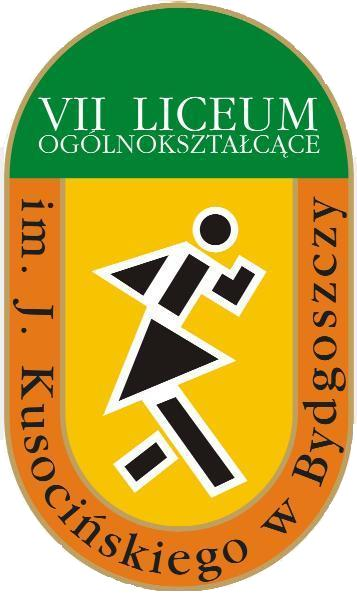 VII LICEUM
OGÓLNOKSZTAŁCĄCE
im. J. Kusocińskiego w Bydgoszczy